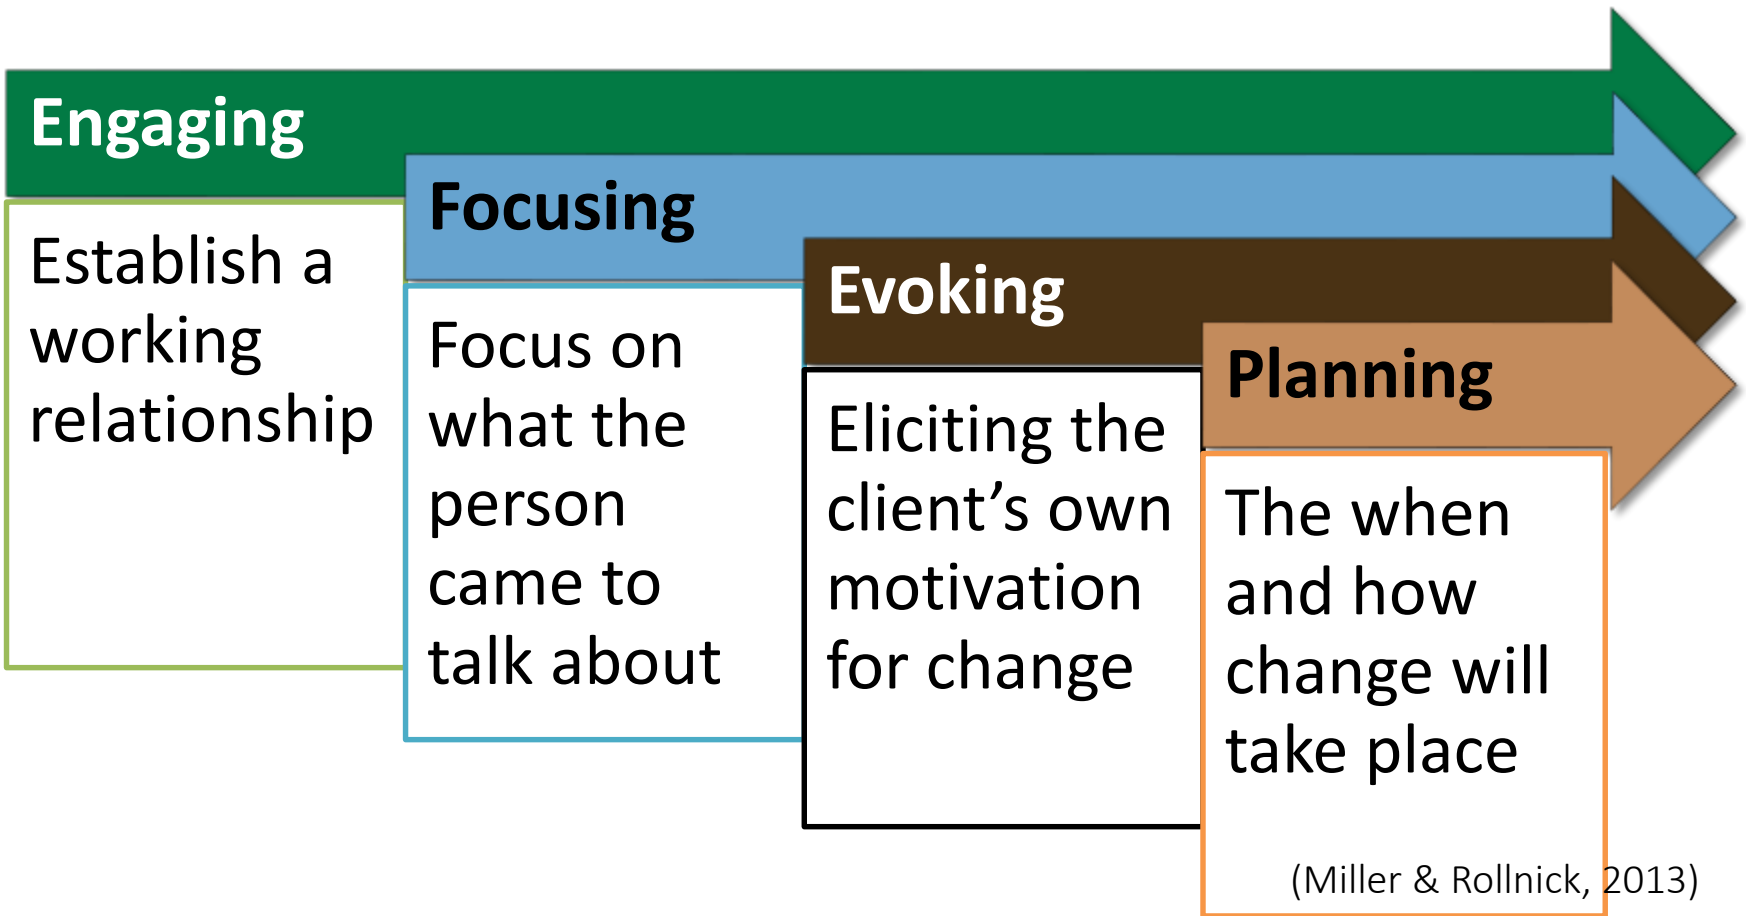 Engaging
Establish a
working
relationship
Focusing
Focus on
what the
person
came to
talk about
Evoking
Eliciting the
client’s own
motivation
for change
Planning
The when
and how
change will
take place
(Miller & Rollnick, 2013)